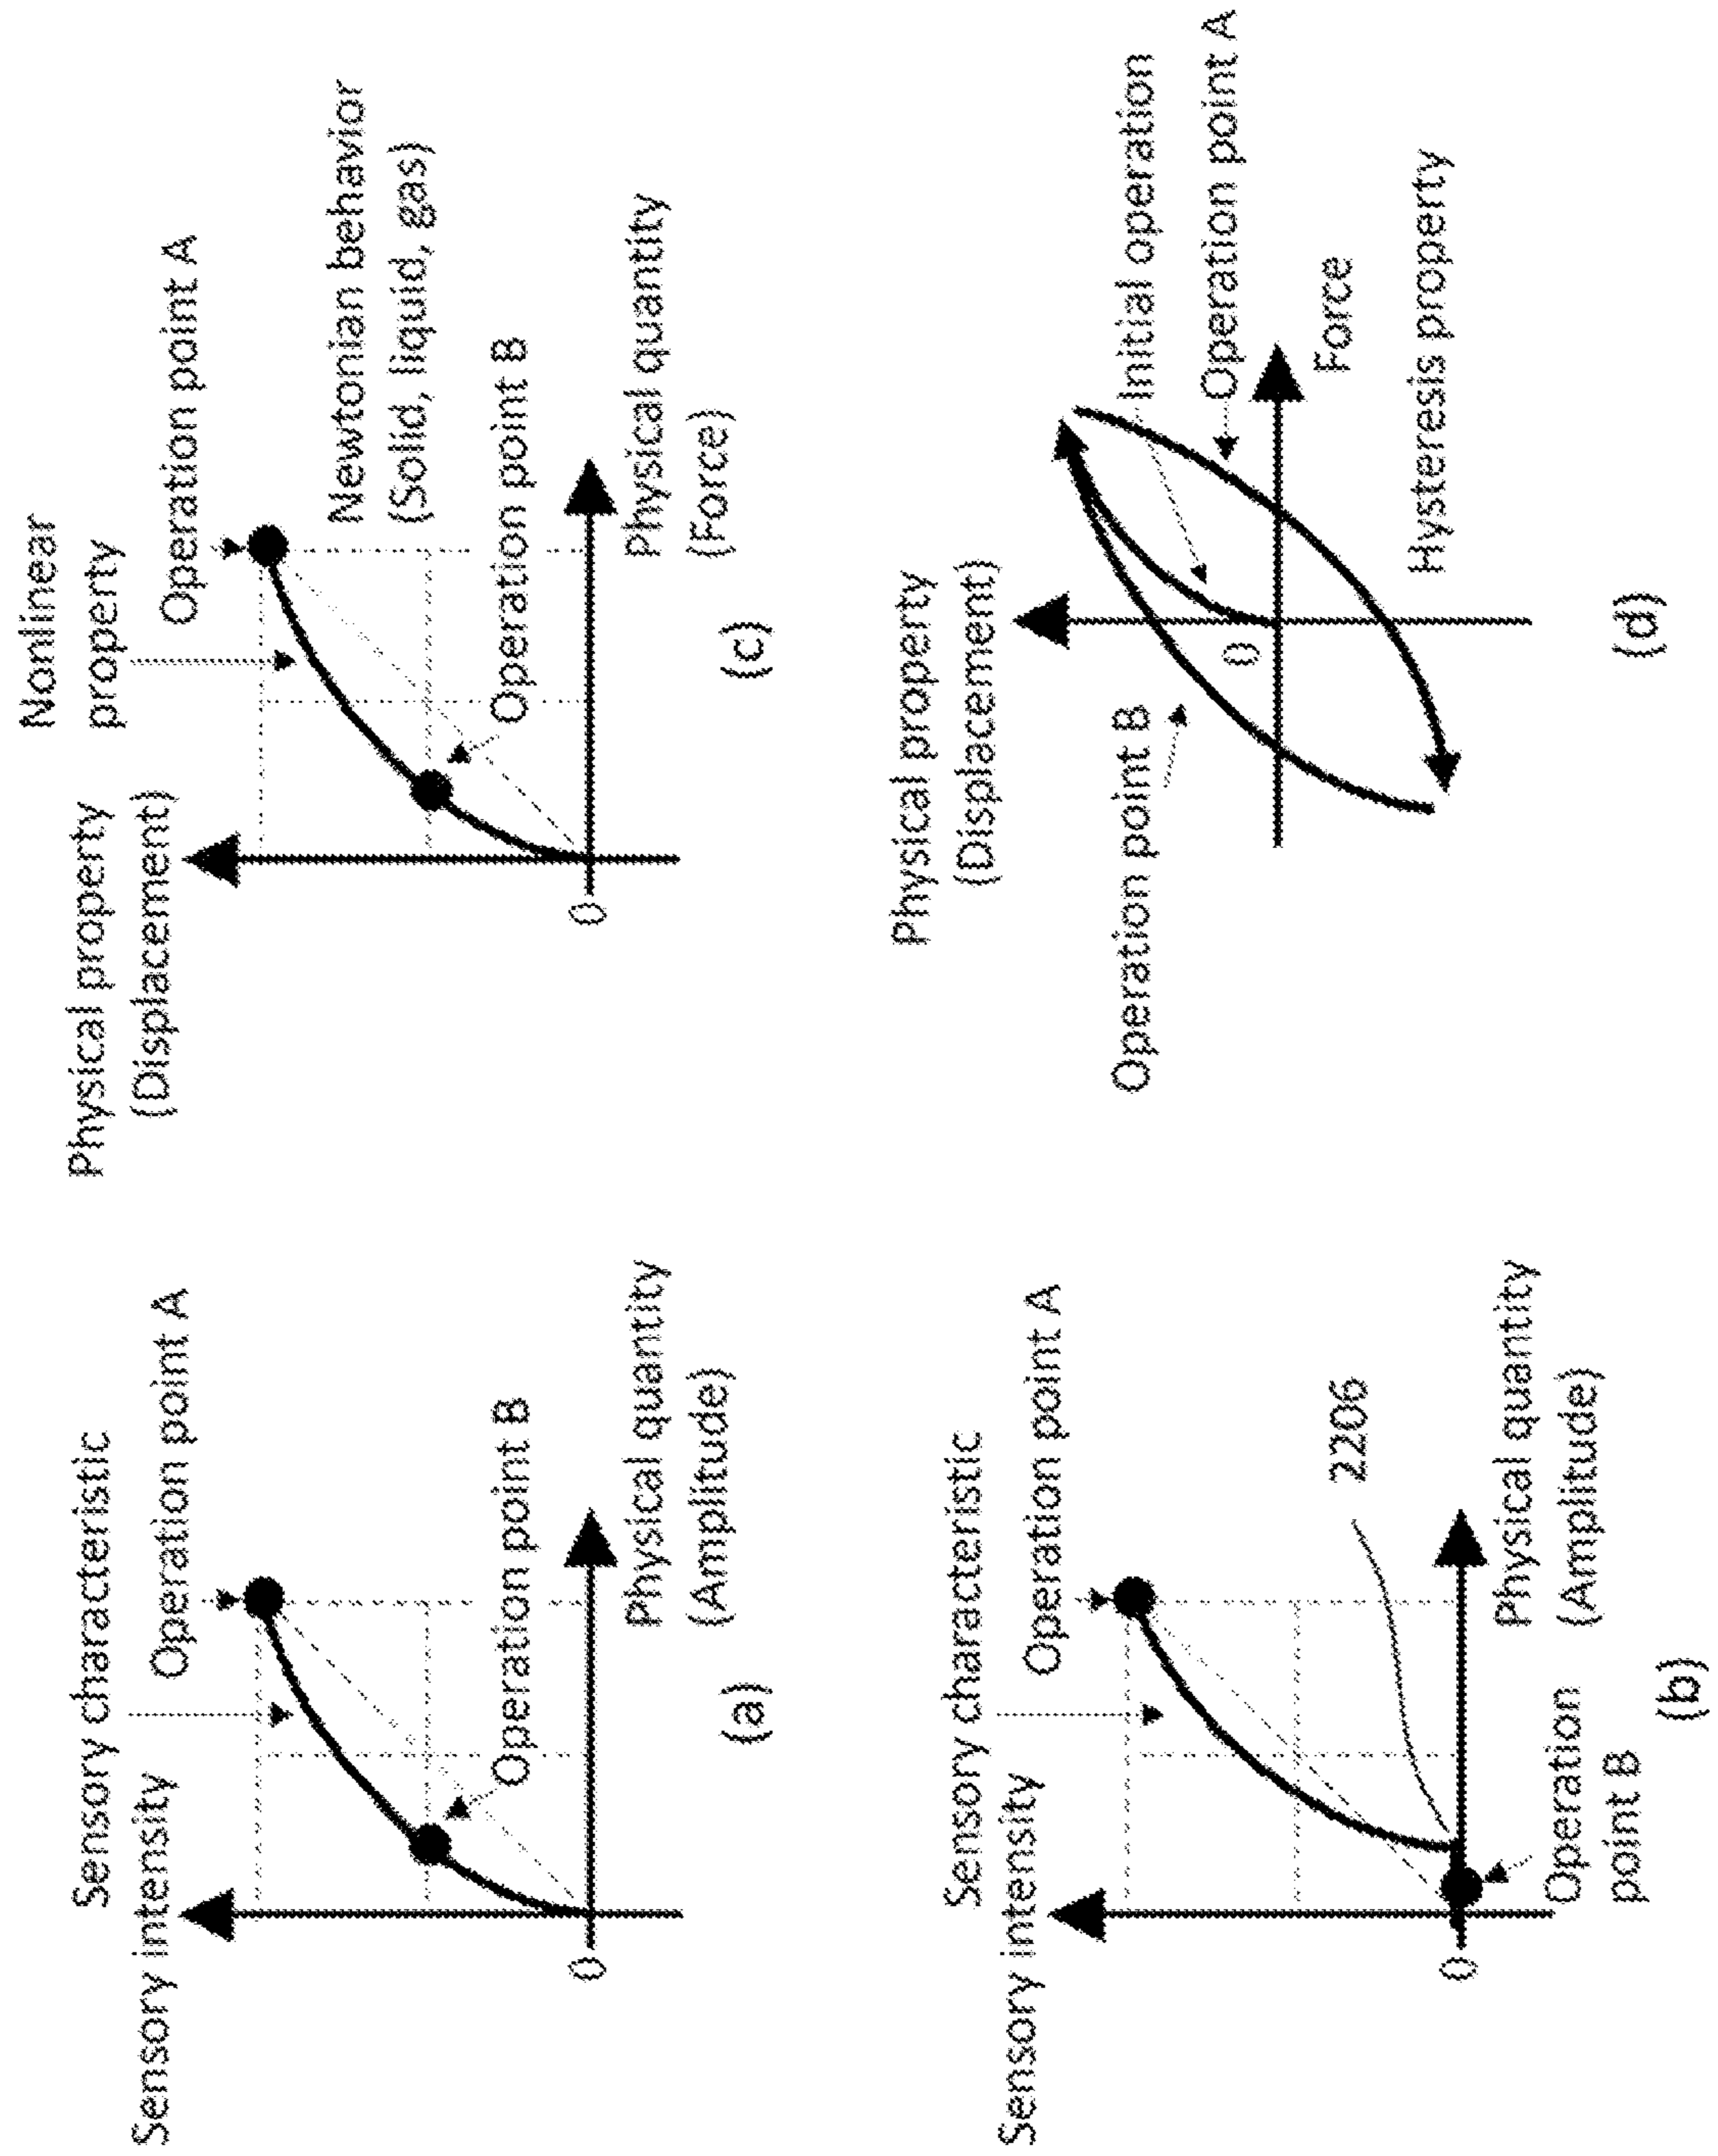 Sensory characteristic
Sensory intensity
Operation point A
Operation point B
0
Physical quantity
(Amplitude)
(a)
Sensory characteristic
Sensory intensity
Operation point A
2206
0
Physical quantity
(Amplitude)
Operation
point B
(b)
Nonlinear
property
Physical property
(Displacement)
Operation point A
Newtonian behavior
(Solid, liquid, gas)
Operation point B
0
Physical quantity
(Force)
(c)
Physical property
(Displacement)
Operation point B
Initial operation
Operation point A
0
Force
Hysteresis property
(d)